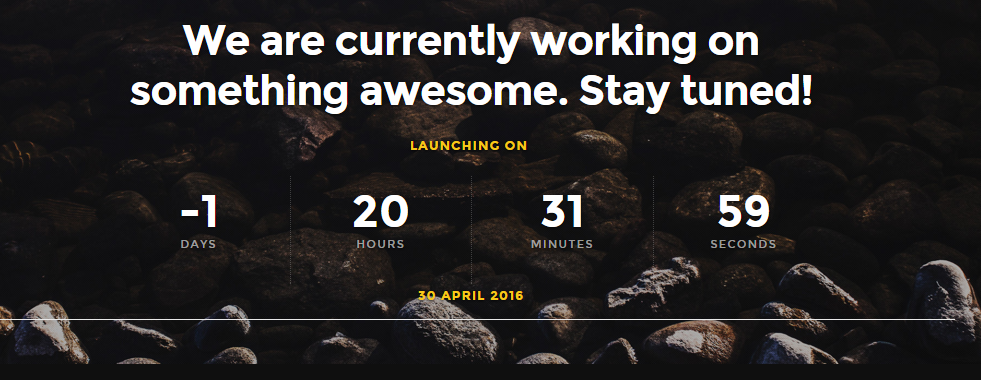 We are currently working on
something awesome. Stay tuned!
LAUNCHING ON
-1 20 31 59
DAYS HOURS MINUTES SECONDS
30 APRIL 2016